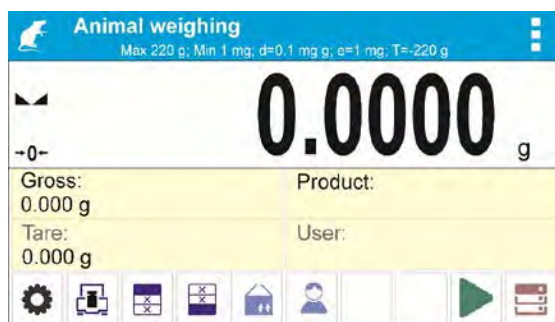 Animal weighing
Max 220 g; Min 1 mg; d=0.1 mg g; e=1 mg; T=-220 g
0.0000 g
→0←
Gross:
0.000 g
Product:
Tare:
0.000 g
User: